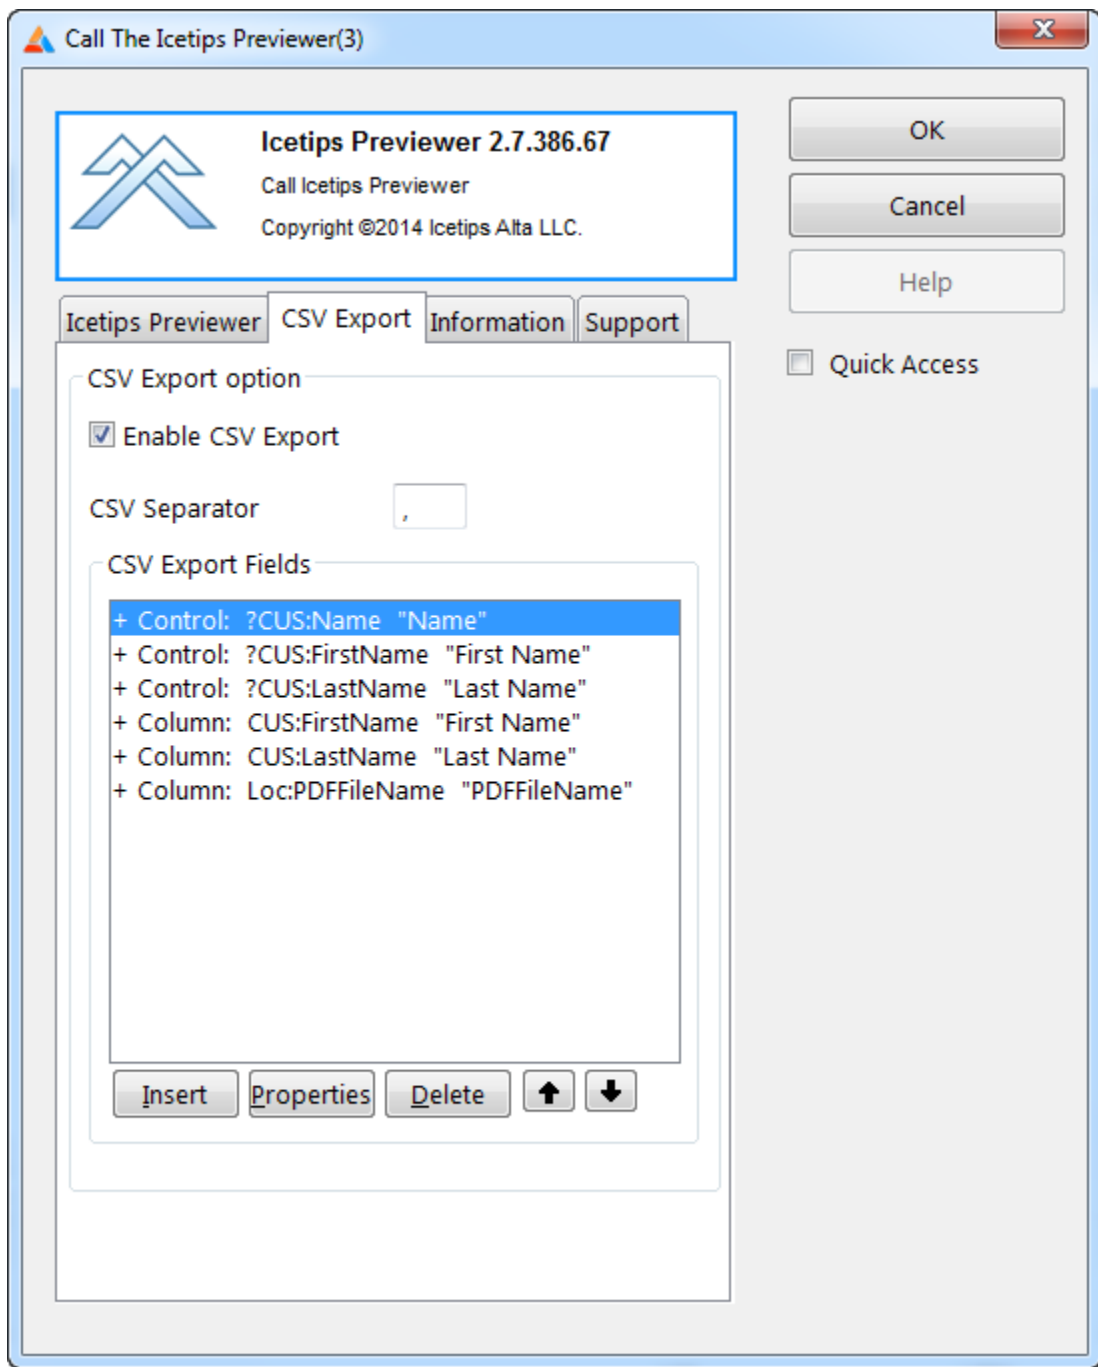 Call The Icetips Previewer(3)
x
Icetips Previewer 2.7.386.67
Call Icetips Previewer
Copyright ©2014 Icetips Alta LLC.
OK
Cancel
Help
Quick Access
Icetips Previewer CSV Export Information Support
CSV Export option
Enable CSV Export
CSV Separator ,
CSV Export Fields
+ Control: ?CUS:Name "Name"
+ Control: ?CUS:FirstName "First Name"
+ Control: ?CUS:LastName "Last Name"
+ Column: CUS:FirstName "First Name"
+ Column: CUS:LastName "Last Name"
+ Column: Loc:PDFFileName "PDFFileName"
Insert Properties Delete